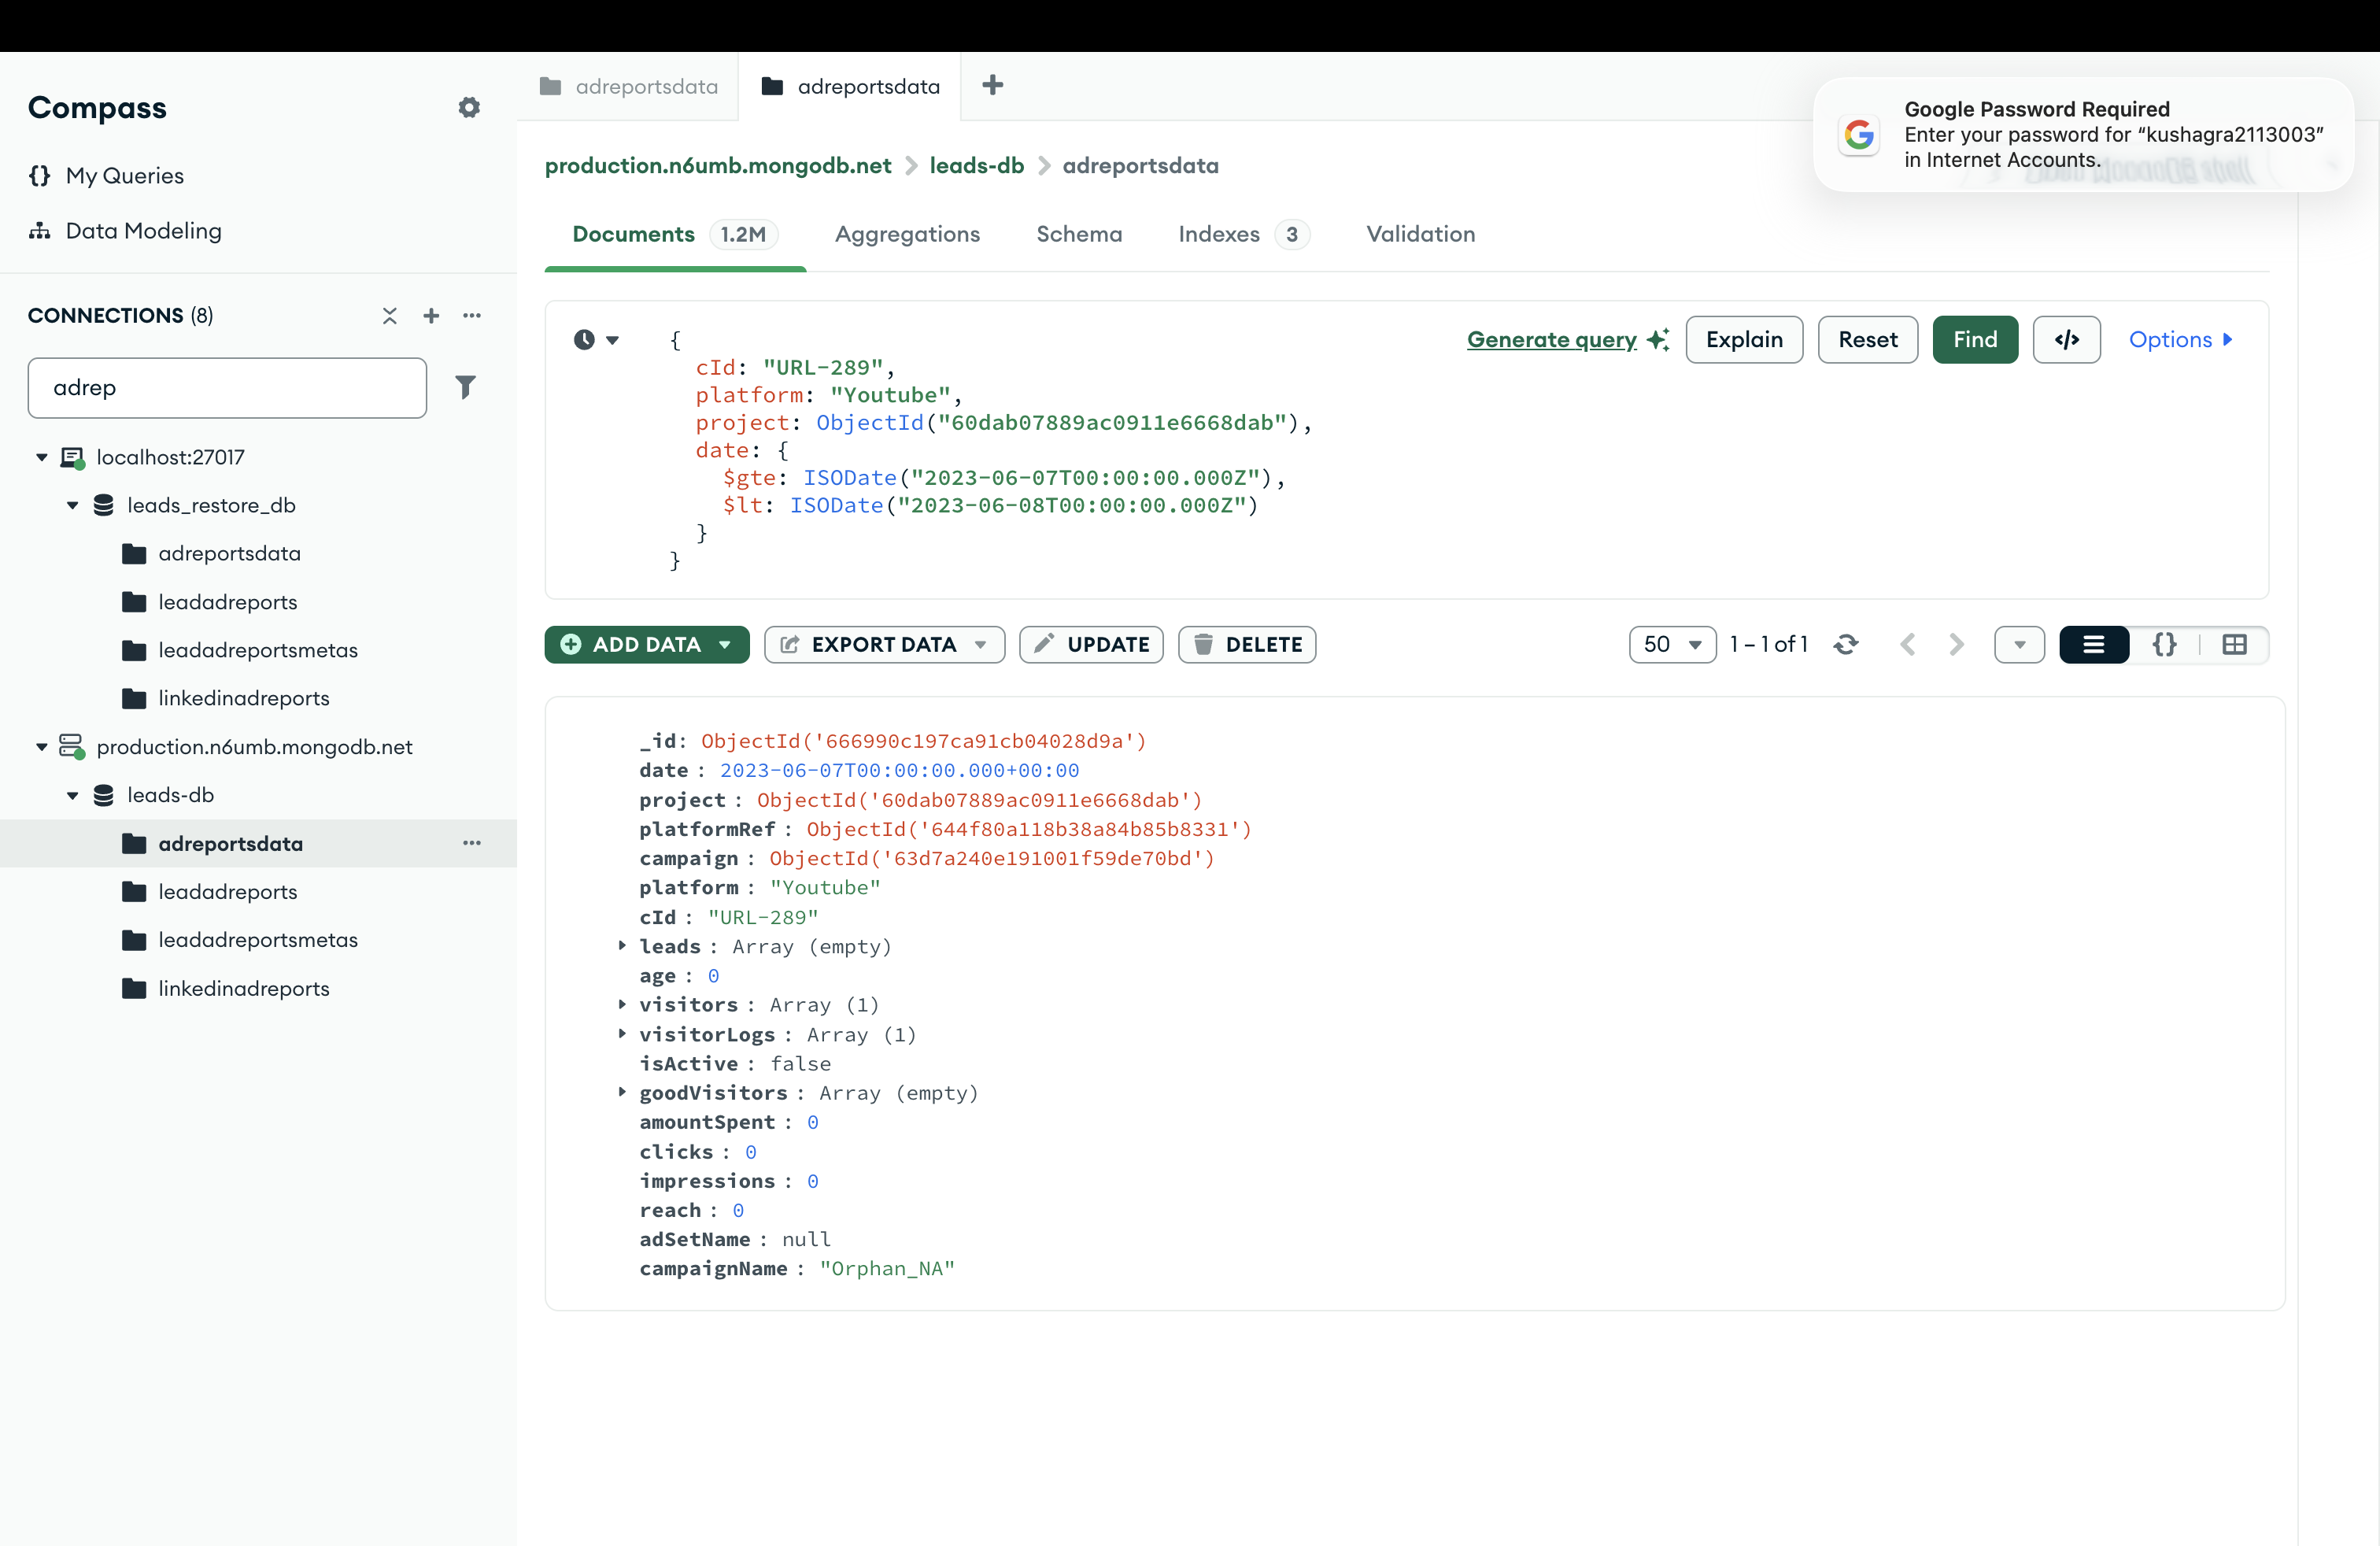 Compass
My Queries
Data Modeling
CONNECTIONS (8)
adrep
localhost:27017
leads_restore_db
adreportsdata
leadadreports
leadadreportsmetas
linkedinadreports
production.n6umb.mongodb.net
leads-db
adreportsdata
leadadreports
leadadreportsmetas
linkedinadreports
adreportsdata
adreportsdata
Google Password Required
Enter your password for “kushagra2113003”
in Internet Accounts.
production.n6umb.mongodb.net > leads-db > adreportsdata
Documents 1.2M Aggregations Schema Indexes 3 Validation
Generate query Explain Reset Find </> Options
{
cId: "URL-289",
platform: "Youtube",
project: ObjectId("60dab07889ac0911e6668dab"),
date: {
$gte: ISODate("2023-06-07T00:00:00.000Z"),
$lt: ISODate("2023-06-08T00:00:00.000Z")
}
}
ADD DATA EXPORT DATA UPDATE DELETE 50 1 – 1 of 1 {}
_id: ObjectId('666990c197ca91cb04028d9a')
date : 2023-06-07T00:00:00.000+00:00
project : ObjectId('60dab07889ac0911e6668dab')
platformRef : ObjectId('644f80a118b38a84b85b8331')
campaign : ObjectId('63d7a240e191001f59de70bd')
platform : "Youtube"
cId : "URL-289"
leads : Array (empty)
age : 0
visitors : Array (1)
visitorLogs : Array (1)
isActive : false
goodVisitors : Array (empty)
amountSpent : 0
clicks : 0
impressions : 0
reach : 0
adSetName : null
campaignName : "Orphan_NA"